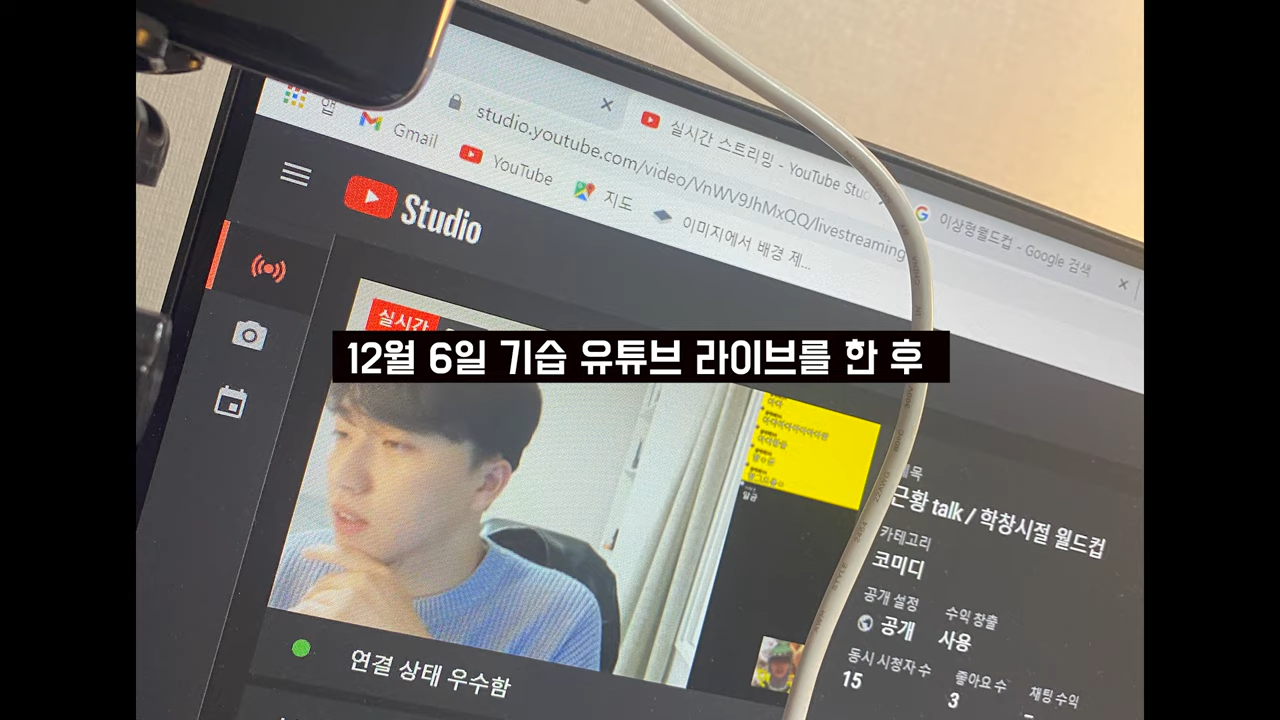 앱
studio.youtube.com/video/VnWV9JhMxQQ/livestreaming
실시간 스트리밍 - YouTube Stud
이상형월드컵 - Google 검색
Gmail
YouTube
지도
이미지에서 배경 제...
Studio
실시간
12월 6일 기습 유튜브 라이브를 한 후
근황 talk / 학창시절 월드컵
카테고리
코미디
공개 설정
수익 창출
공개
사용
동시 시청자 수
좋아요 수
채팅 수익
15
3
연결 상태 우수함